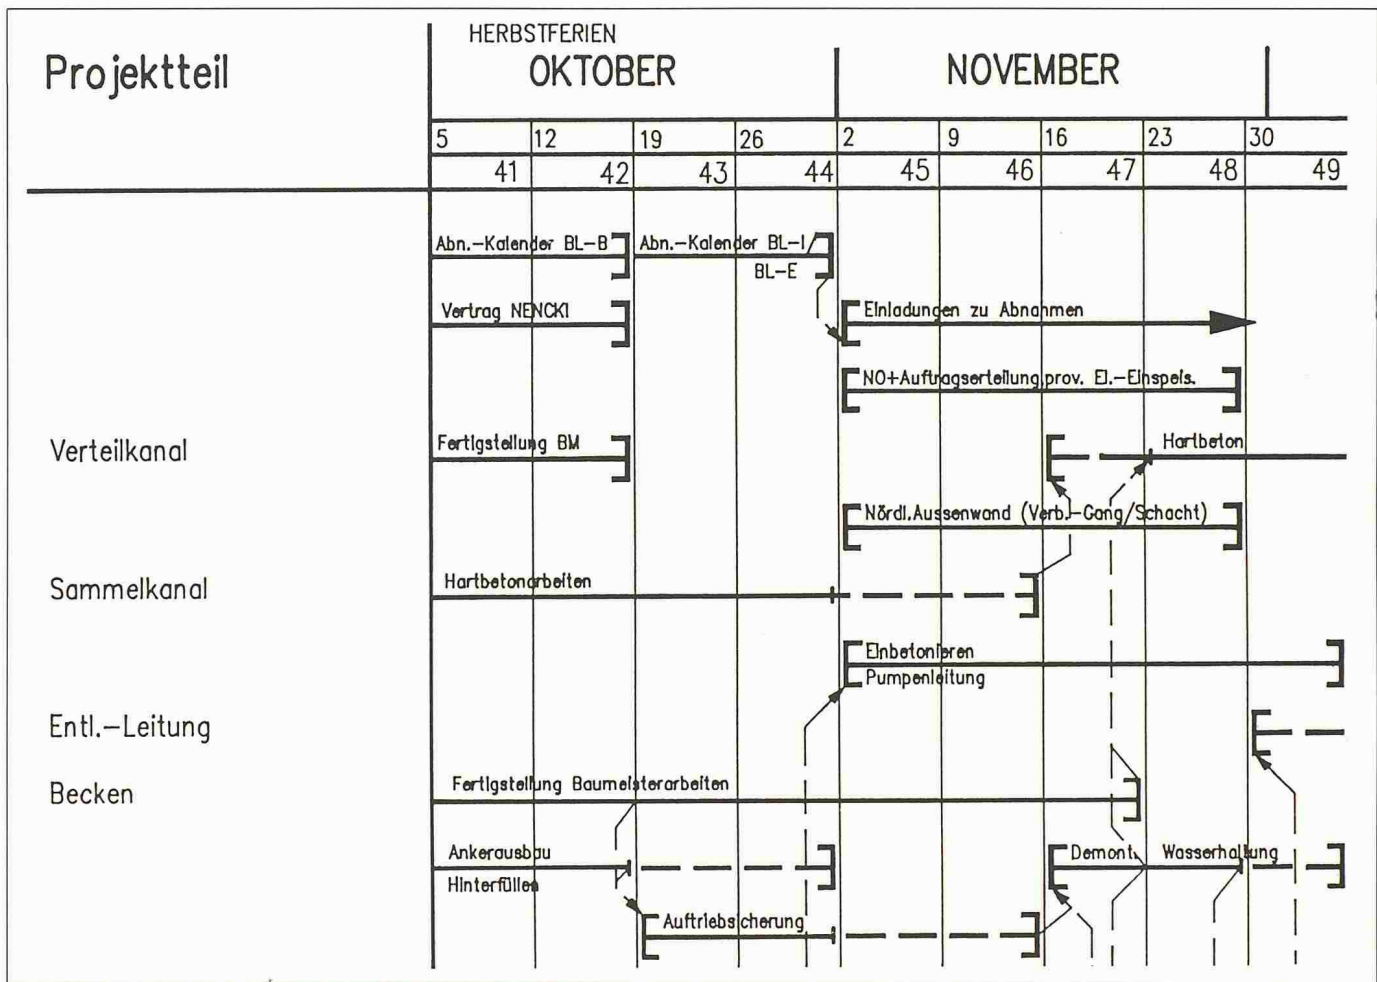 HERBSTFERIEN
Projektteil
OKTOBER
NOVEMBER
5 12 19 26 2 9 16 23 30
41 42 43 44 45 46 47 48 49
Abn.-Kalender BL-B
Abn.-Kalender BL-I/
BL-E
Vertrag NENCKI
Einladungen zu Abnahmen
NO+Auftragserteilung prov. El.-Einspeis.
Verteilkanal
Fertigstellung BM
Hartbeton
Nördl.Aussenwand (Verb.-Gang/Schacht)
Sammelkanal
Hartbetonarbeiten
Einbetonieren
Pumpenleitung
Entl.-Leitung
Becken
Fertigstellung Baumeisterarbeiten
Ankerausbau
Hinterfüllen
Demont. Wasserhaltung
Auftriebsicherung